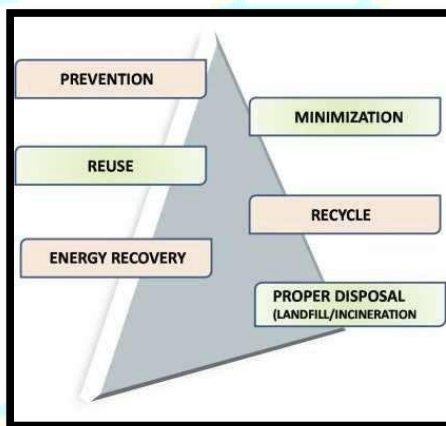 PREVENTION
MINIMIZATION
REUSE
RECYCLE
ENERGY RECOVERY
PROPER DISPOSAL
(LANDFILL/INCINERATION